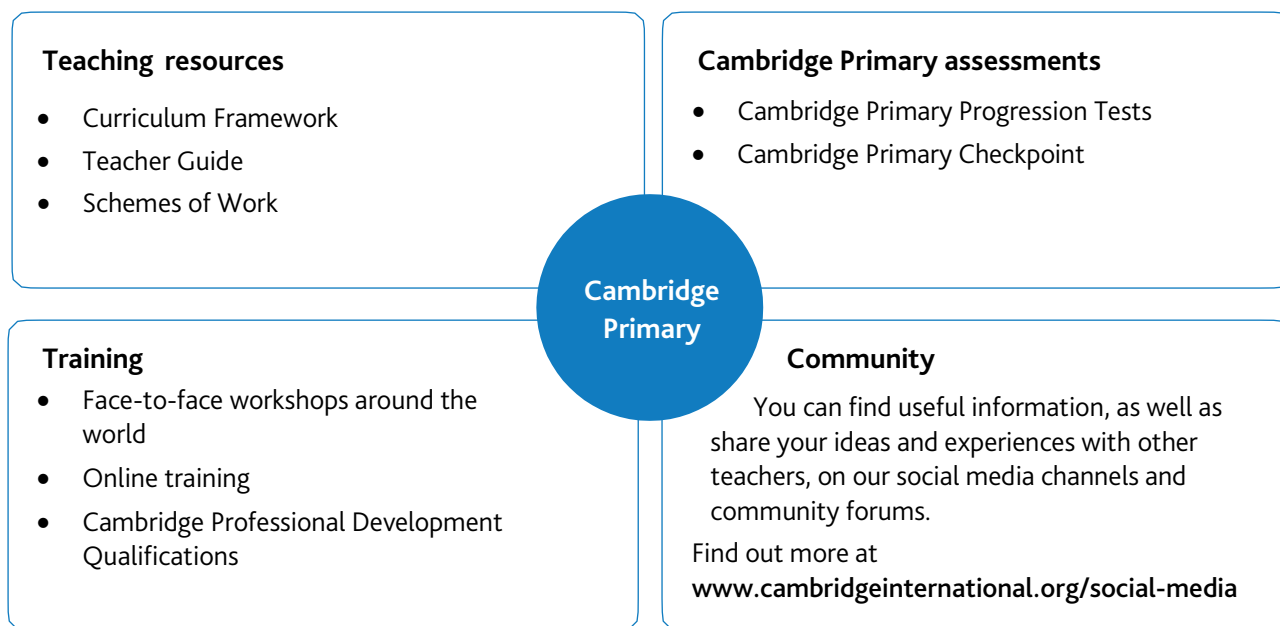 Teaching resources
• Curriculum Framework
• Teacher Guide
• Schemes of Work
Cambridge Primary assessments
• Cambridge Primary Progression Tests
• Cambridge Primary Checkpoint
Cambridge
Primary
Training
• Face-to-face workshops around the
world
• Online training
• Cambridge Professional Development
Qualifications
Community
You can find useful information, as well as
share your ideas and experiences with other
teachers, on our social media channels and
community forums.
Find out more at
www.cambridgeinternational.org/social-media